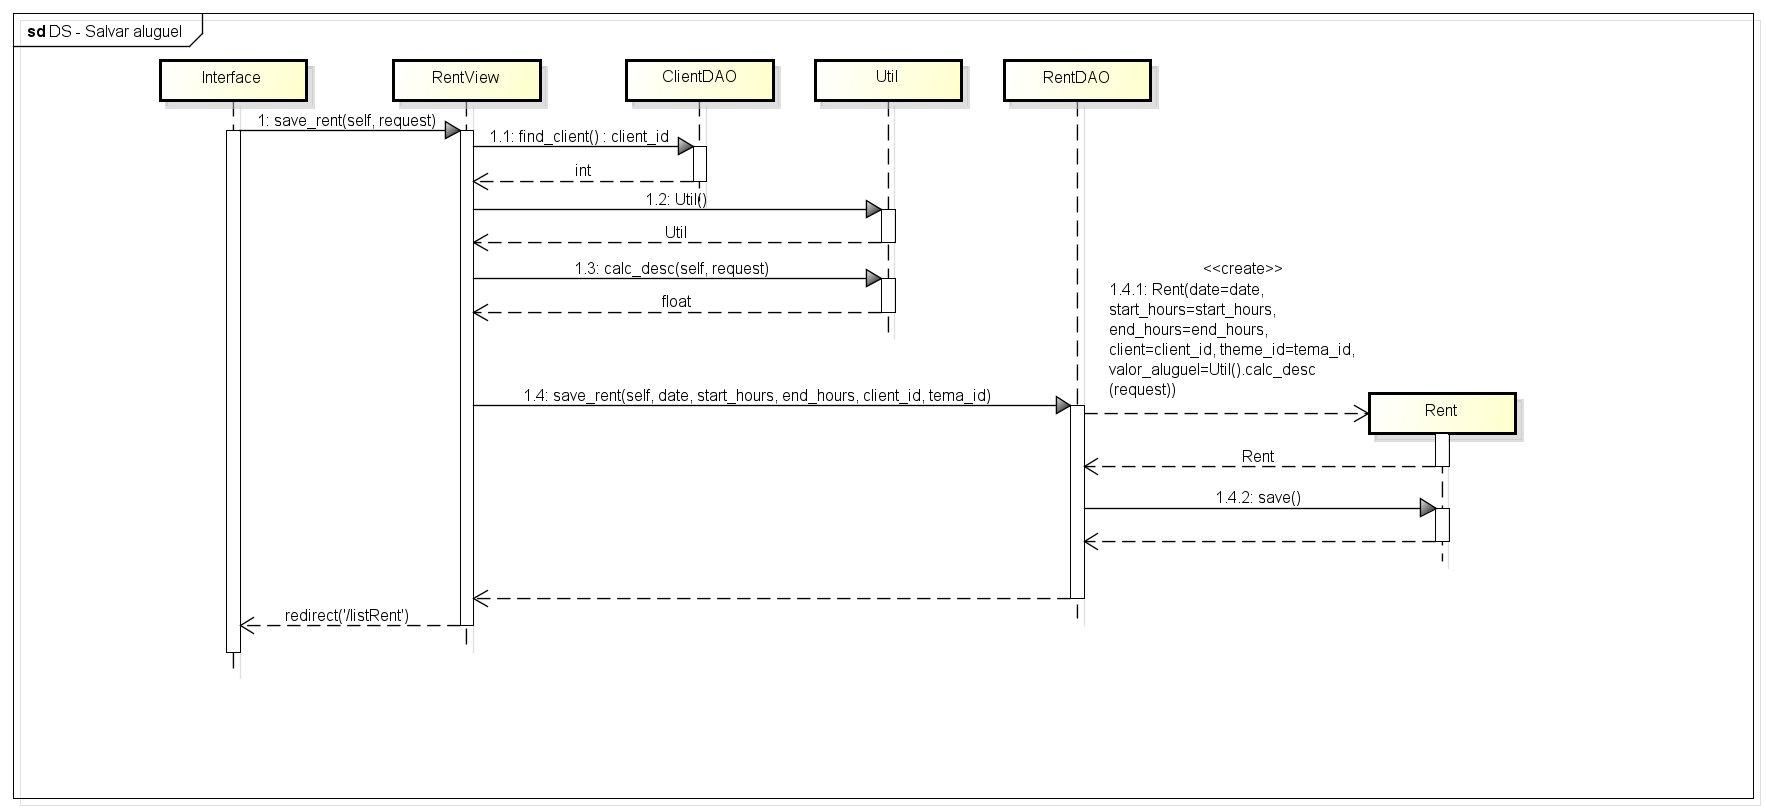 sd DS - Salvar aluguel
Interface
RentView
ClientDAO
Util
RentDAO
1: save_rent(self, request)
1.1: find_client() : client_id
int
1.2: Util()
Util
1.3: calc_desc(self, request)
float
<<create>>
1.4.1: Rent(date=date,
start_hours=start_hours,
end_hours=end_hours,
client=client_id, theme_id=tema_id,
valor_aluguel=Util().calc_desc
(request))
1.4: save_rent(self, date, start_hours, end_hours, client_id, tema_id)
Rent
Rent
1.4.2: save()
redirect('/listRent')